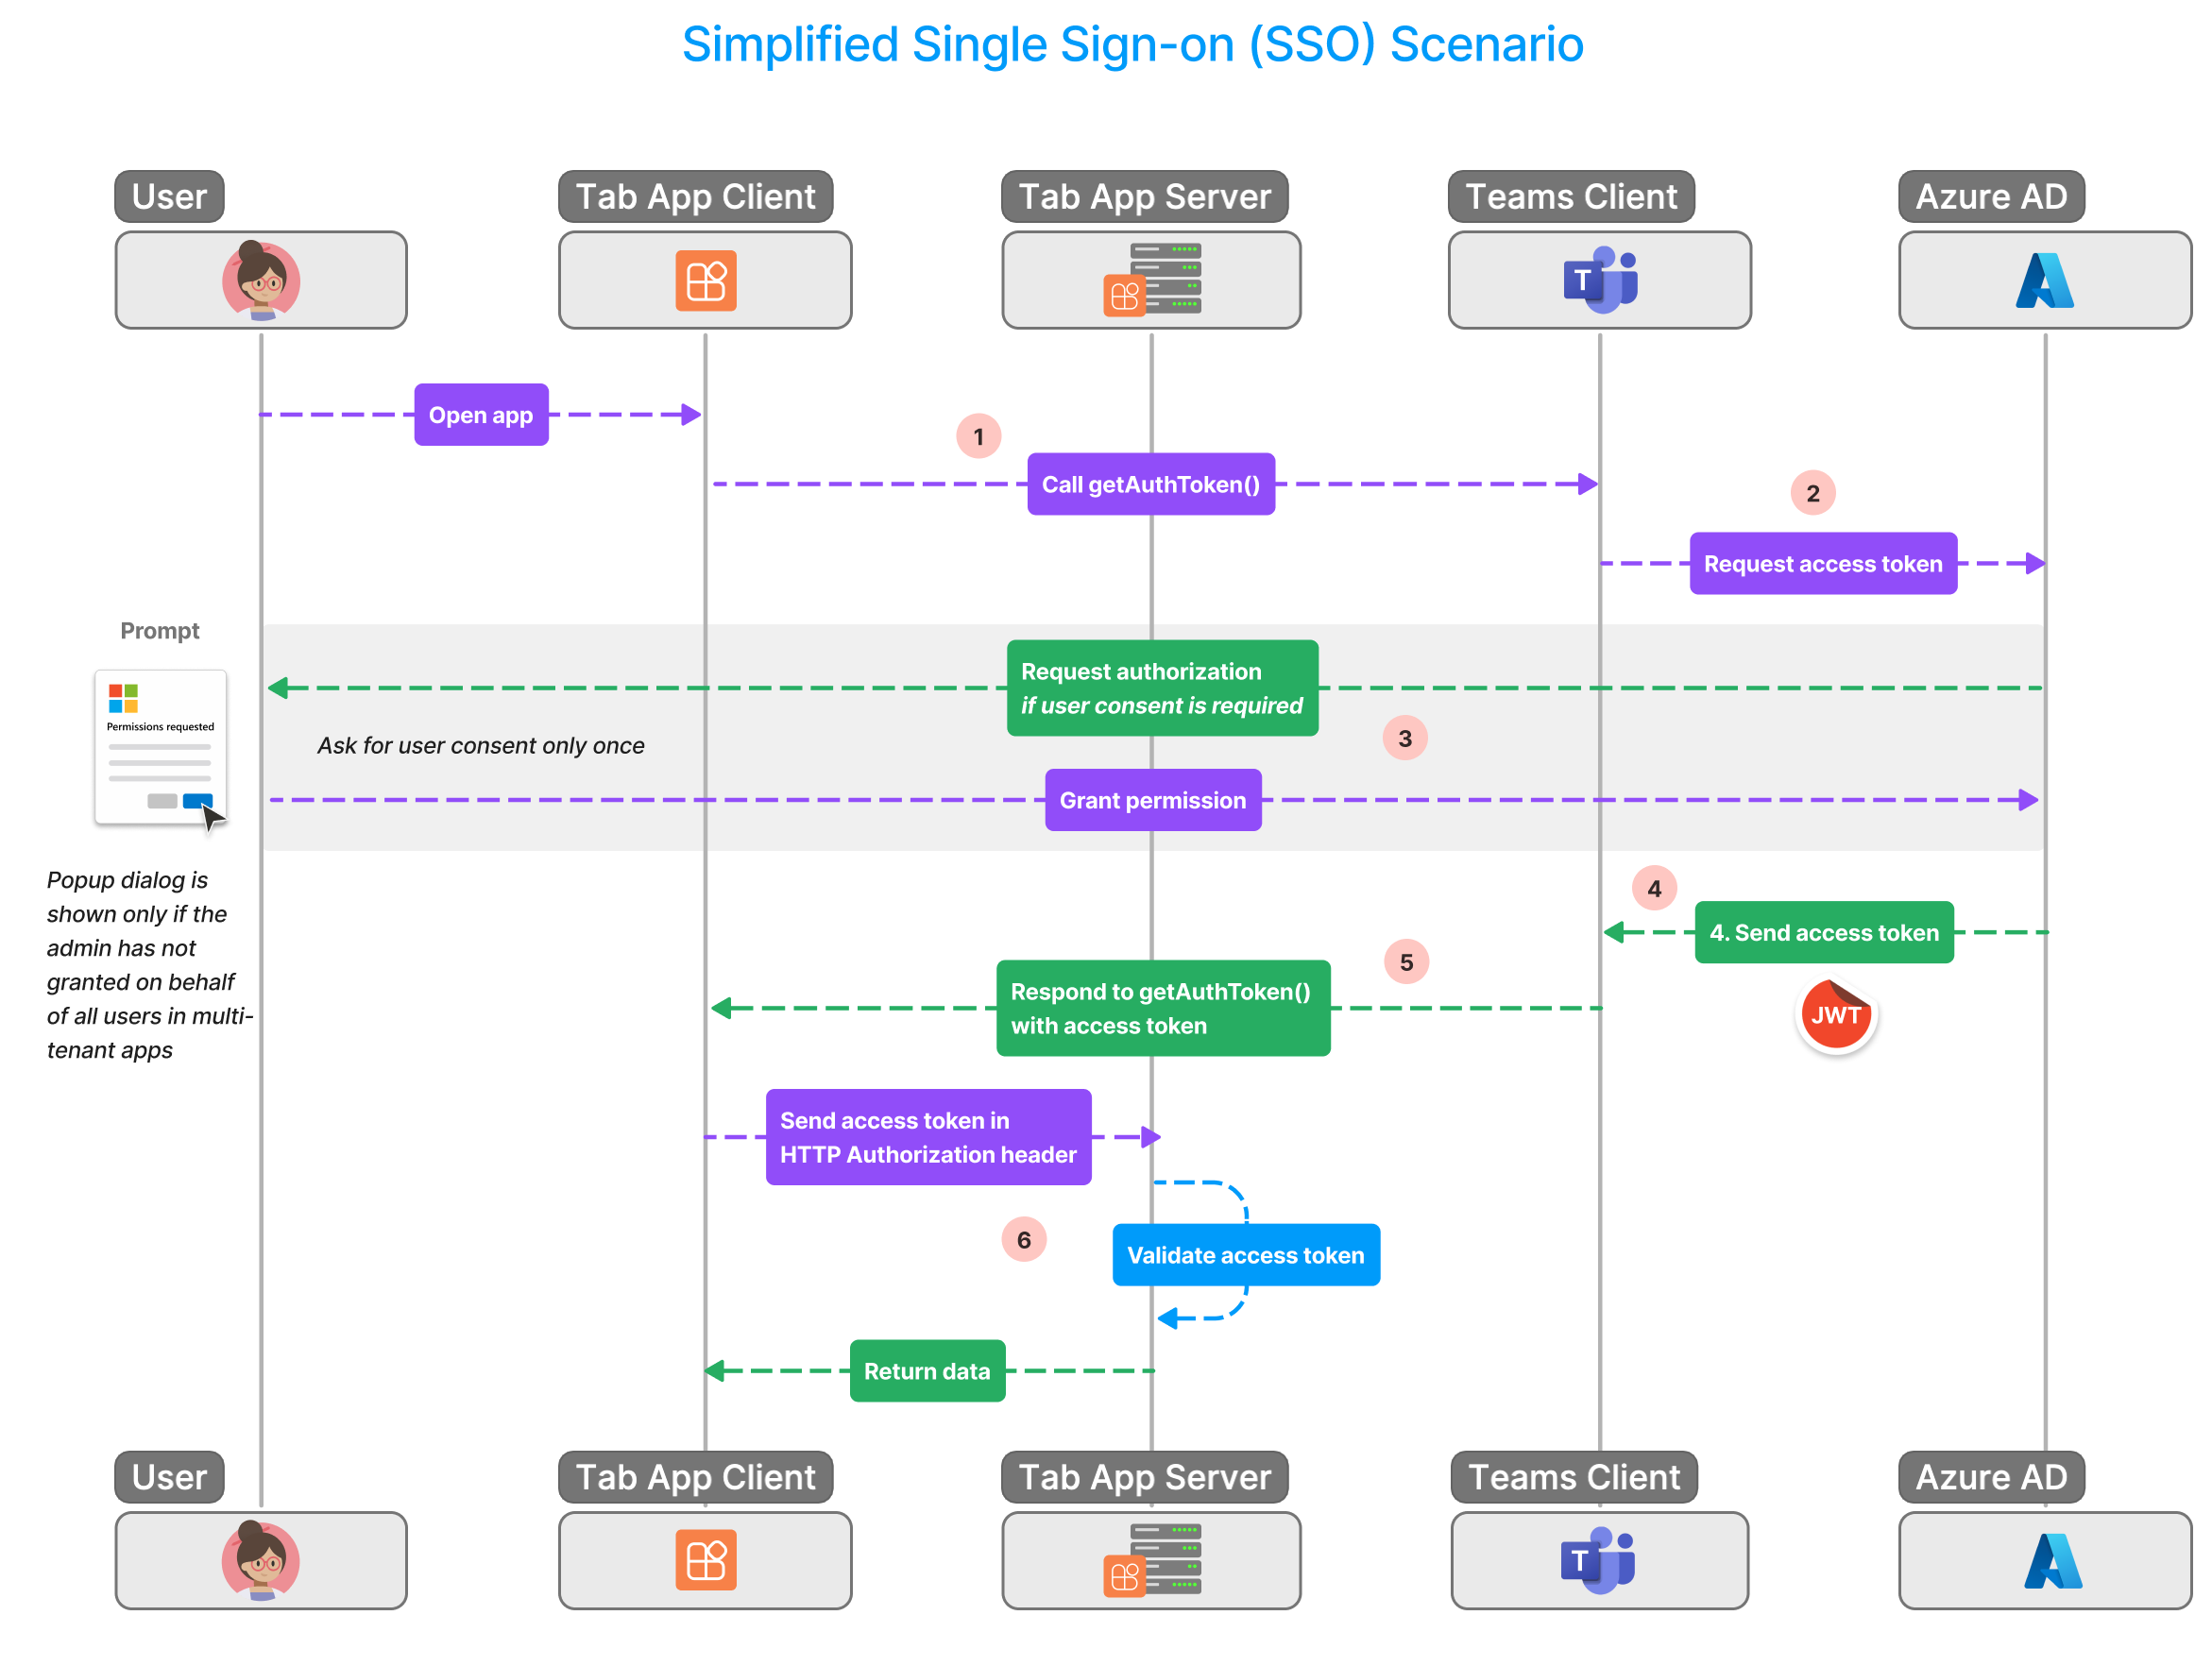 Simplified Single Sign-on (SSO) Scenario
User
Tab App Client
Tab App Server
Teams Client
Azure AD
T
Open app
1
Call getAuthToken()
2
Request access token
Prompt
Permissions requested
Request authorization
if user consent is required
Ask for user consent only once
3
Grant permission
Popup dialog is
shown only if the
admin has not
granted on behalf
of all users in multi-
tenant apps
4
4. Send access token
JWT
5
Respond to getAuthToken()
with access token
Send access token in
HTTP Authorization header
6
Validate access token
Return data
User
Tab App Client
Tab App Server
Teams Client
Azure AD
T